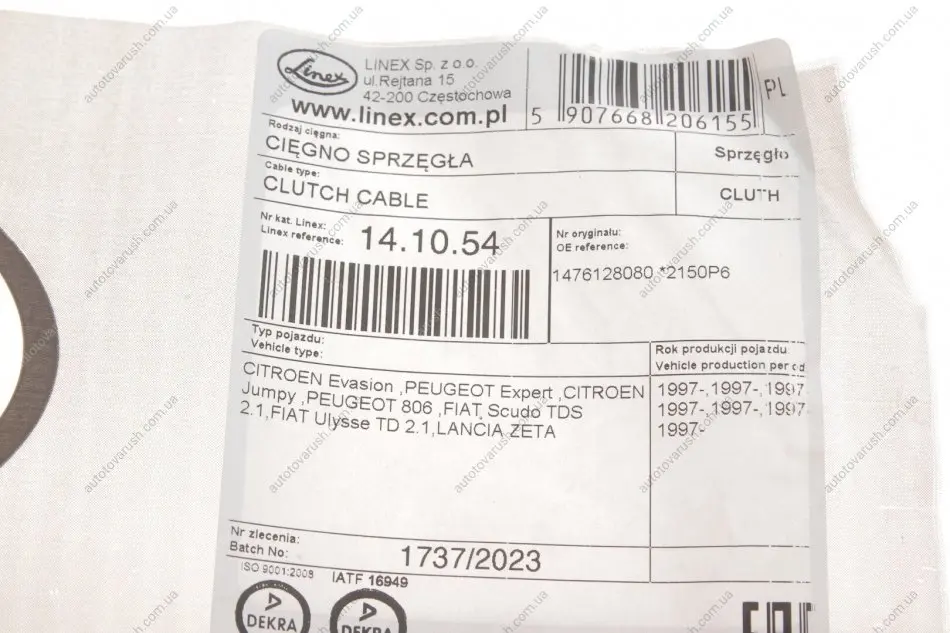 Linex
LINEX Sp. z o.o.
ul.Rejtana 15
42-200 Częstochowa
www.linex.com.pl
5 907668 206155
PL
Rodzaj cięgna:
CIĘGNO SPRZĘGŁA
Sprzęgło
Cable type:
CLUTCH CABLE
CLUTH
Nr kat. Linex:
Linex reference:
14.10.54
Nr oryginału:
OE reference:
1476128080 *2150P6
Typ pojazdu:
Vehicle type:
Rok produkcji pojazdu
Vehicle production period
CITROEN Evasion ,PEUGEOT Expert ,CITROEN
Jumpy ,PEUGEOT 806 ,FIAT Scudo TDS
2.1,FIAT Ulysse TD 2.1,LANCIA ZETA
1997-,1997-,1997
1997-,1997-,1997
1997-
Nr zlecenia:
Batch No:
1737/2023
ISO 9001:2008
IATF 16949
DEKRA
DEKRA
autotovarush.com.ua